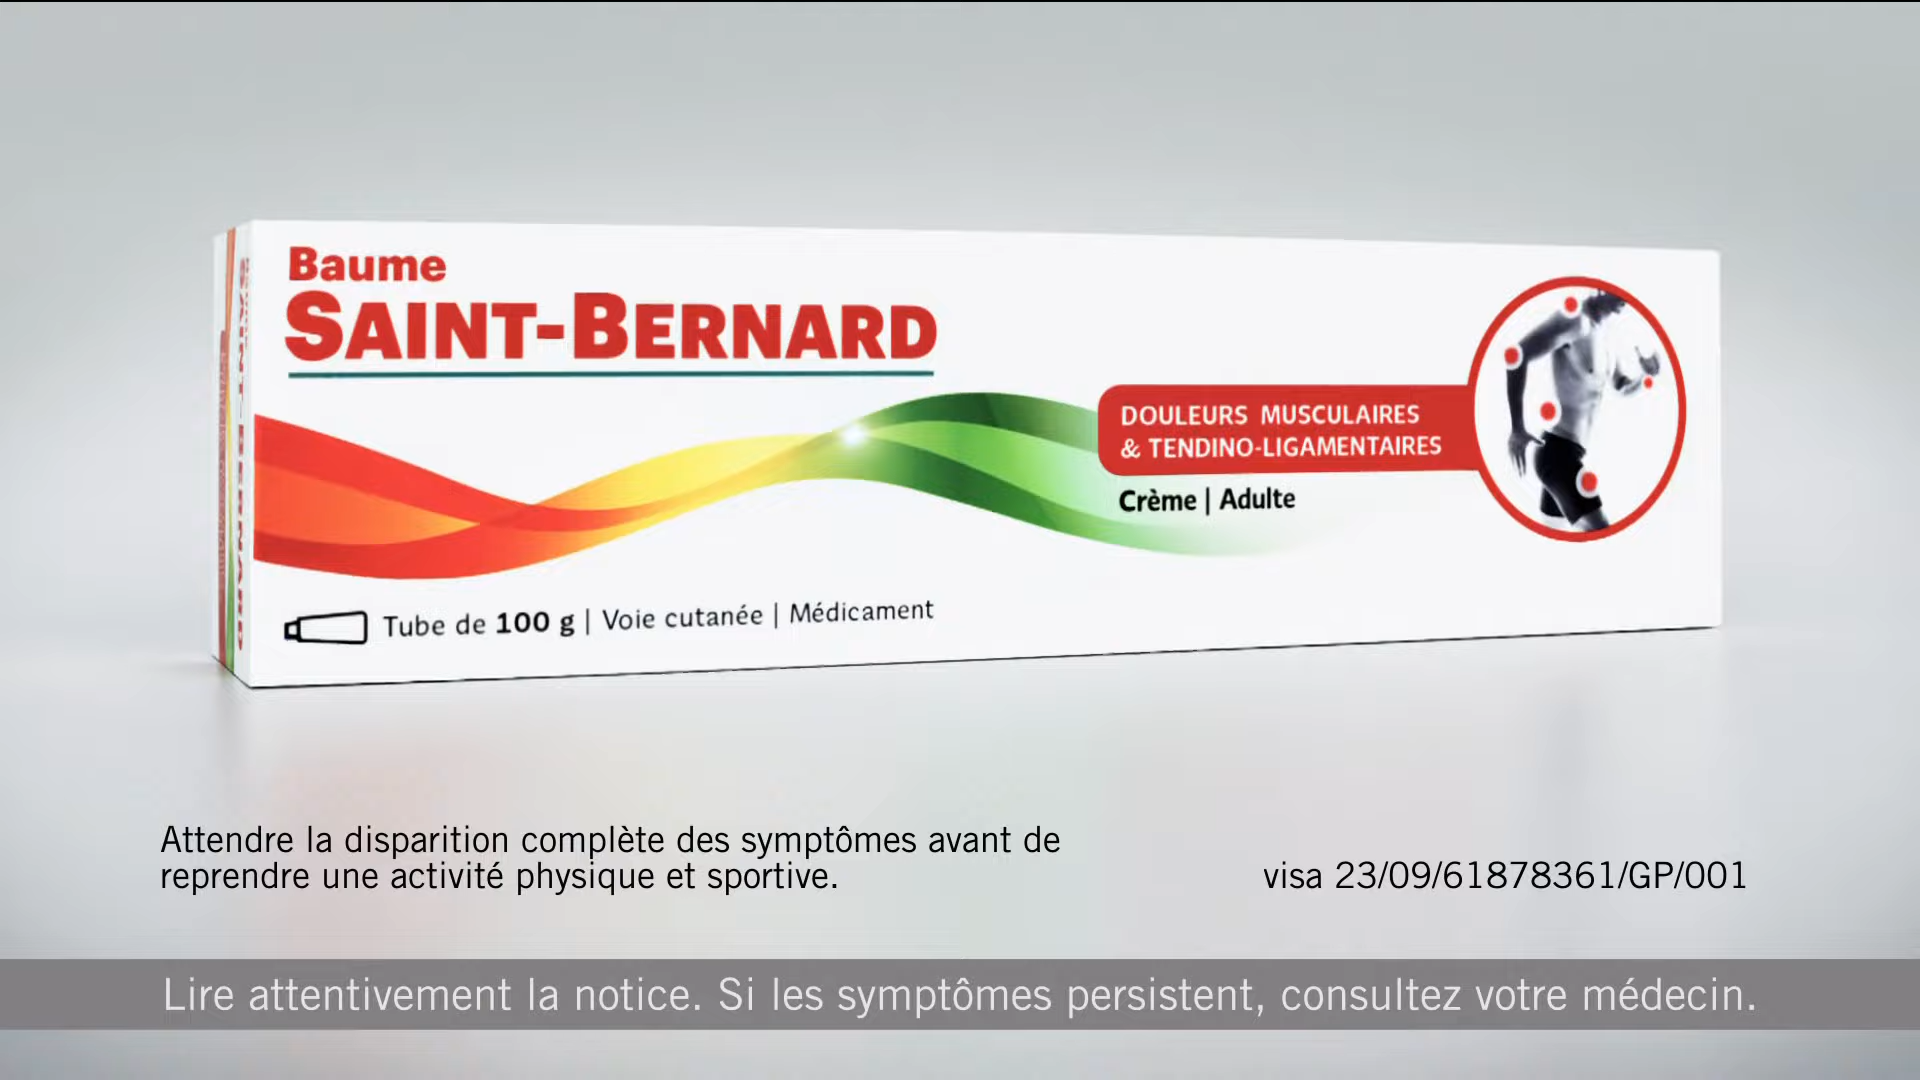 Baume
SAINT-BERNARD
DOULEURS MUSCULAIRES
& TENDINO-LIGAMENTAIRES
Crème | Adulte
Tube de 100 g | Voie cutanée | Médicament
SAINT-BERNARD
Attendre la disparition complète des symptômes avant de
reprendre une activité physique et sportive.
visa 23/09/61878361/GP/001
Lire attentivement la notice. Si les symptômes persistent, consultez votre médecin.